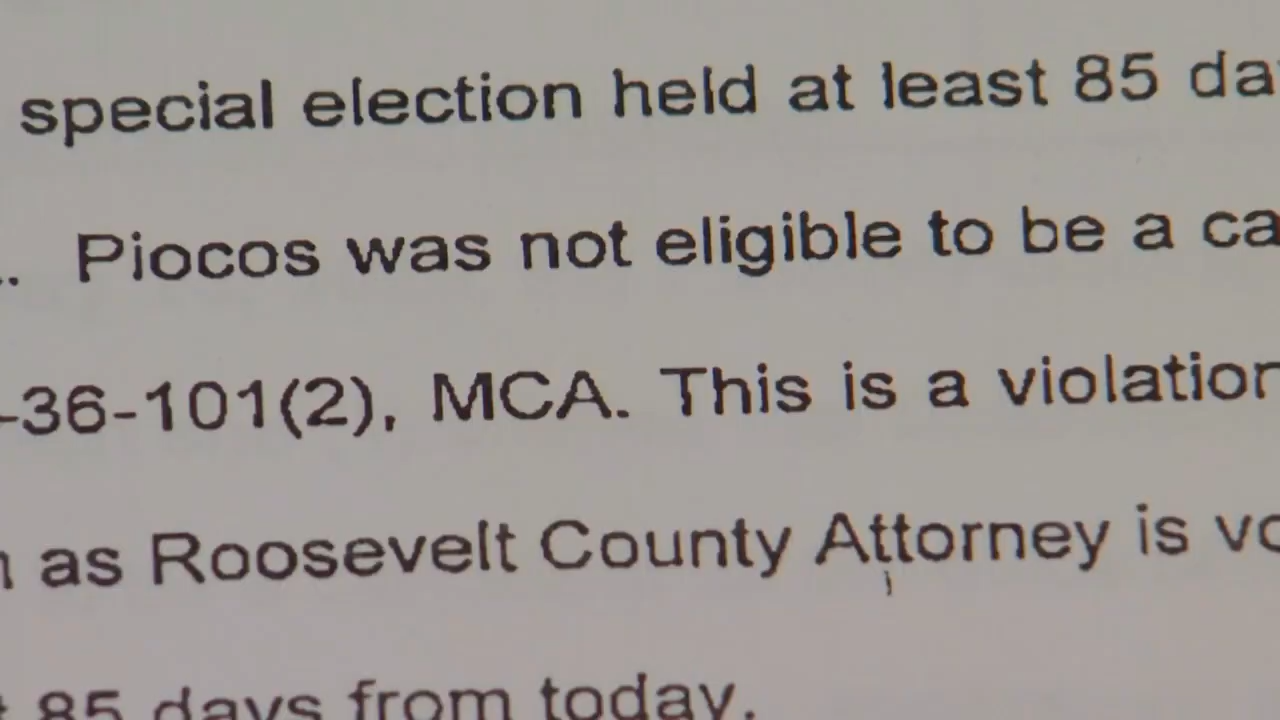 special election held at least 85 da
.. Piocos was not eligible to be a ca
-36-101(2), MCA. This is a violation
as Roosevelt County Attorney is vo
85 days from today.